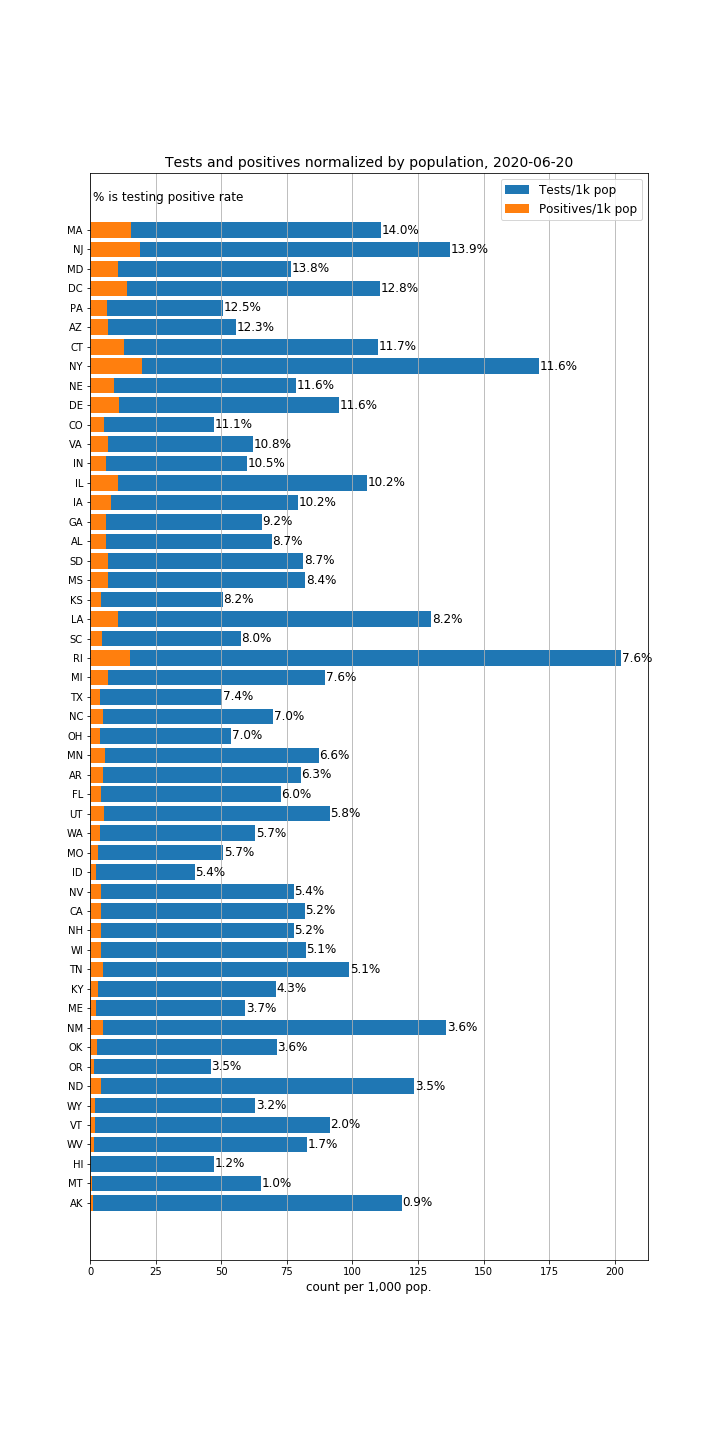 Tests and positives normalized by population, 2020-06-20
% is testing positive rate
Tests/1k pop
Positives/1k pop
MA 14.0%
NJ 13.9%
MD 13.8%
DC 12.8%
PA 12.5%
AZ 12.3%
CT 11.7%
NY 11.6%
NE 11.6%
DE 11.6%
CO 11.1%
VA 10.8%
IN 10.5%
IL 10.2%
IA 10.2%
GA 9.2%
AL 8.7%
SD 8.7%
MS 8.4%
KS 8.2%
LA 8.2%
SC 8.0%
RI 7.6%
MI 7.6%
TX 7.4%
NC 7.0%
OH 7.0%
MN 6.6%
AR 6.3%
FL 6.0%
UT 5.8%
WA 5.7%
MO 5.7%
ID 5.4%
NV 5.4%
CA 5.2%
NH 5.2%
WI 5.1%
TN 5.1%
KY 4.3%
ME 3.7%
NM 3.6%
OK 3.6%
OR 3.5%
ND 3.5%
WY 3.2%
VT 2.0%
WV 1.7%
HI 1.2%
MT 1.0%
AK 0.9%
0 25 50 75 100 125 150 175 200
count per 1,000 pop.